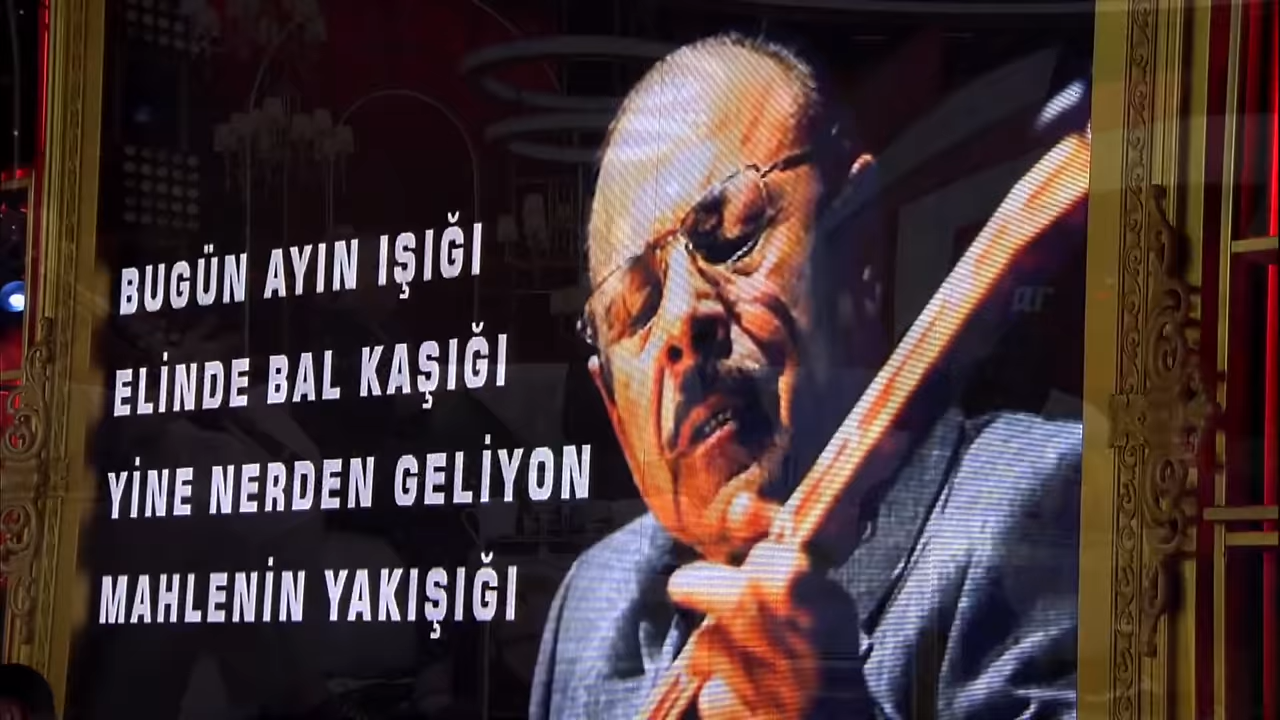 BUGÜN AYIN IŞIĞI
ELİNDE BAL KAŞIĞI
YİNE NERDEN GELİYON
MAHLENİN YAKIŞIĞI